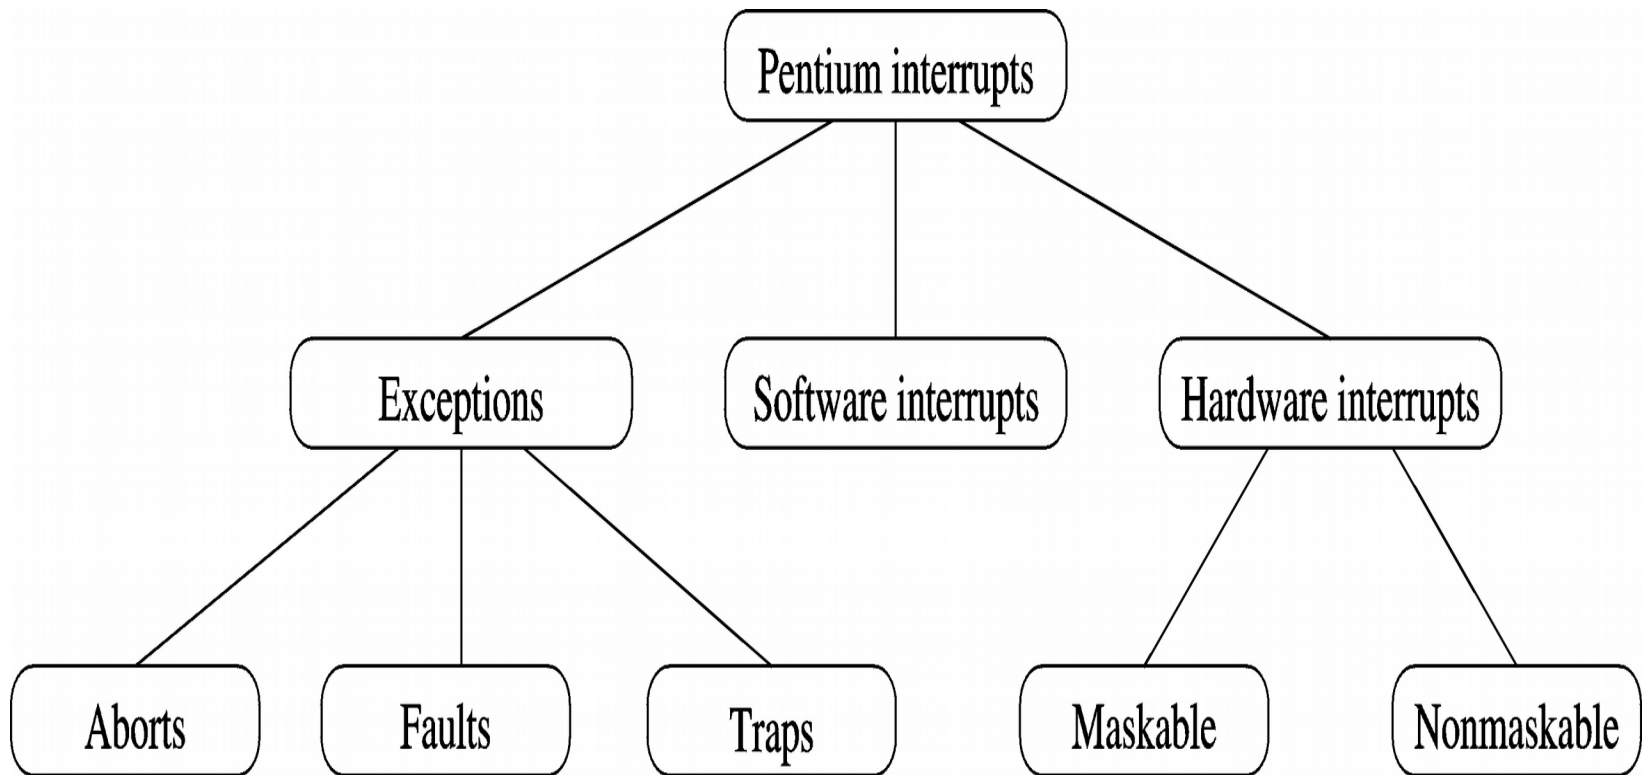 Pentium interrupts
Exceptions
Software interrupts
Hardware interrupts
Aborts
Faults
Traps
Maskable
Nonmaskable